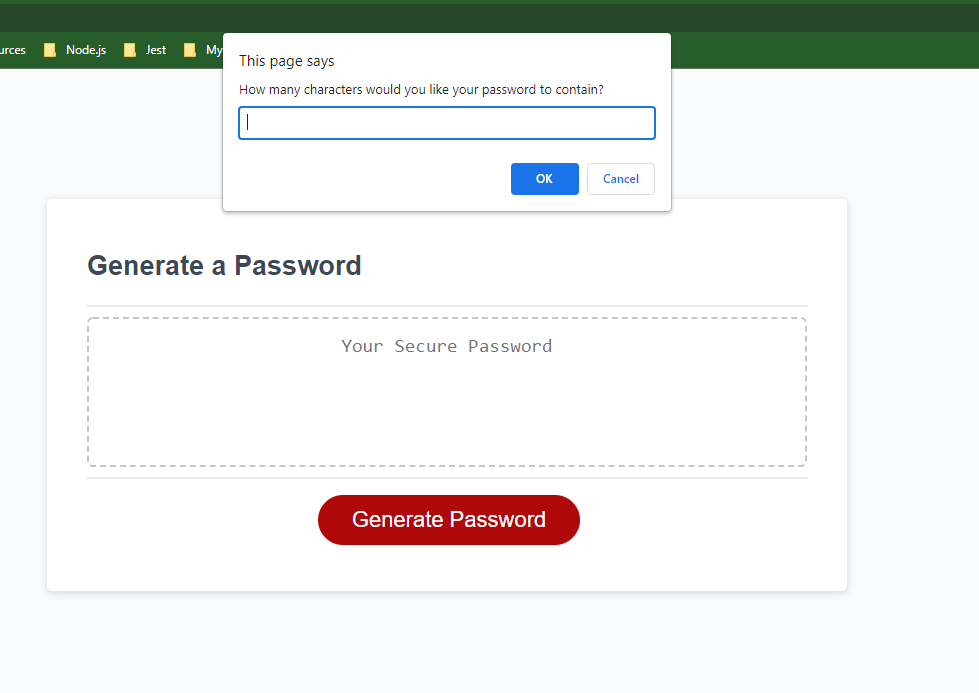 urces Node.js Jest My
This page says
How many characters would you like your password to contain?
OK Cancel
Generate a Password
Your Secure Password
Generate Password